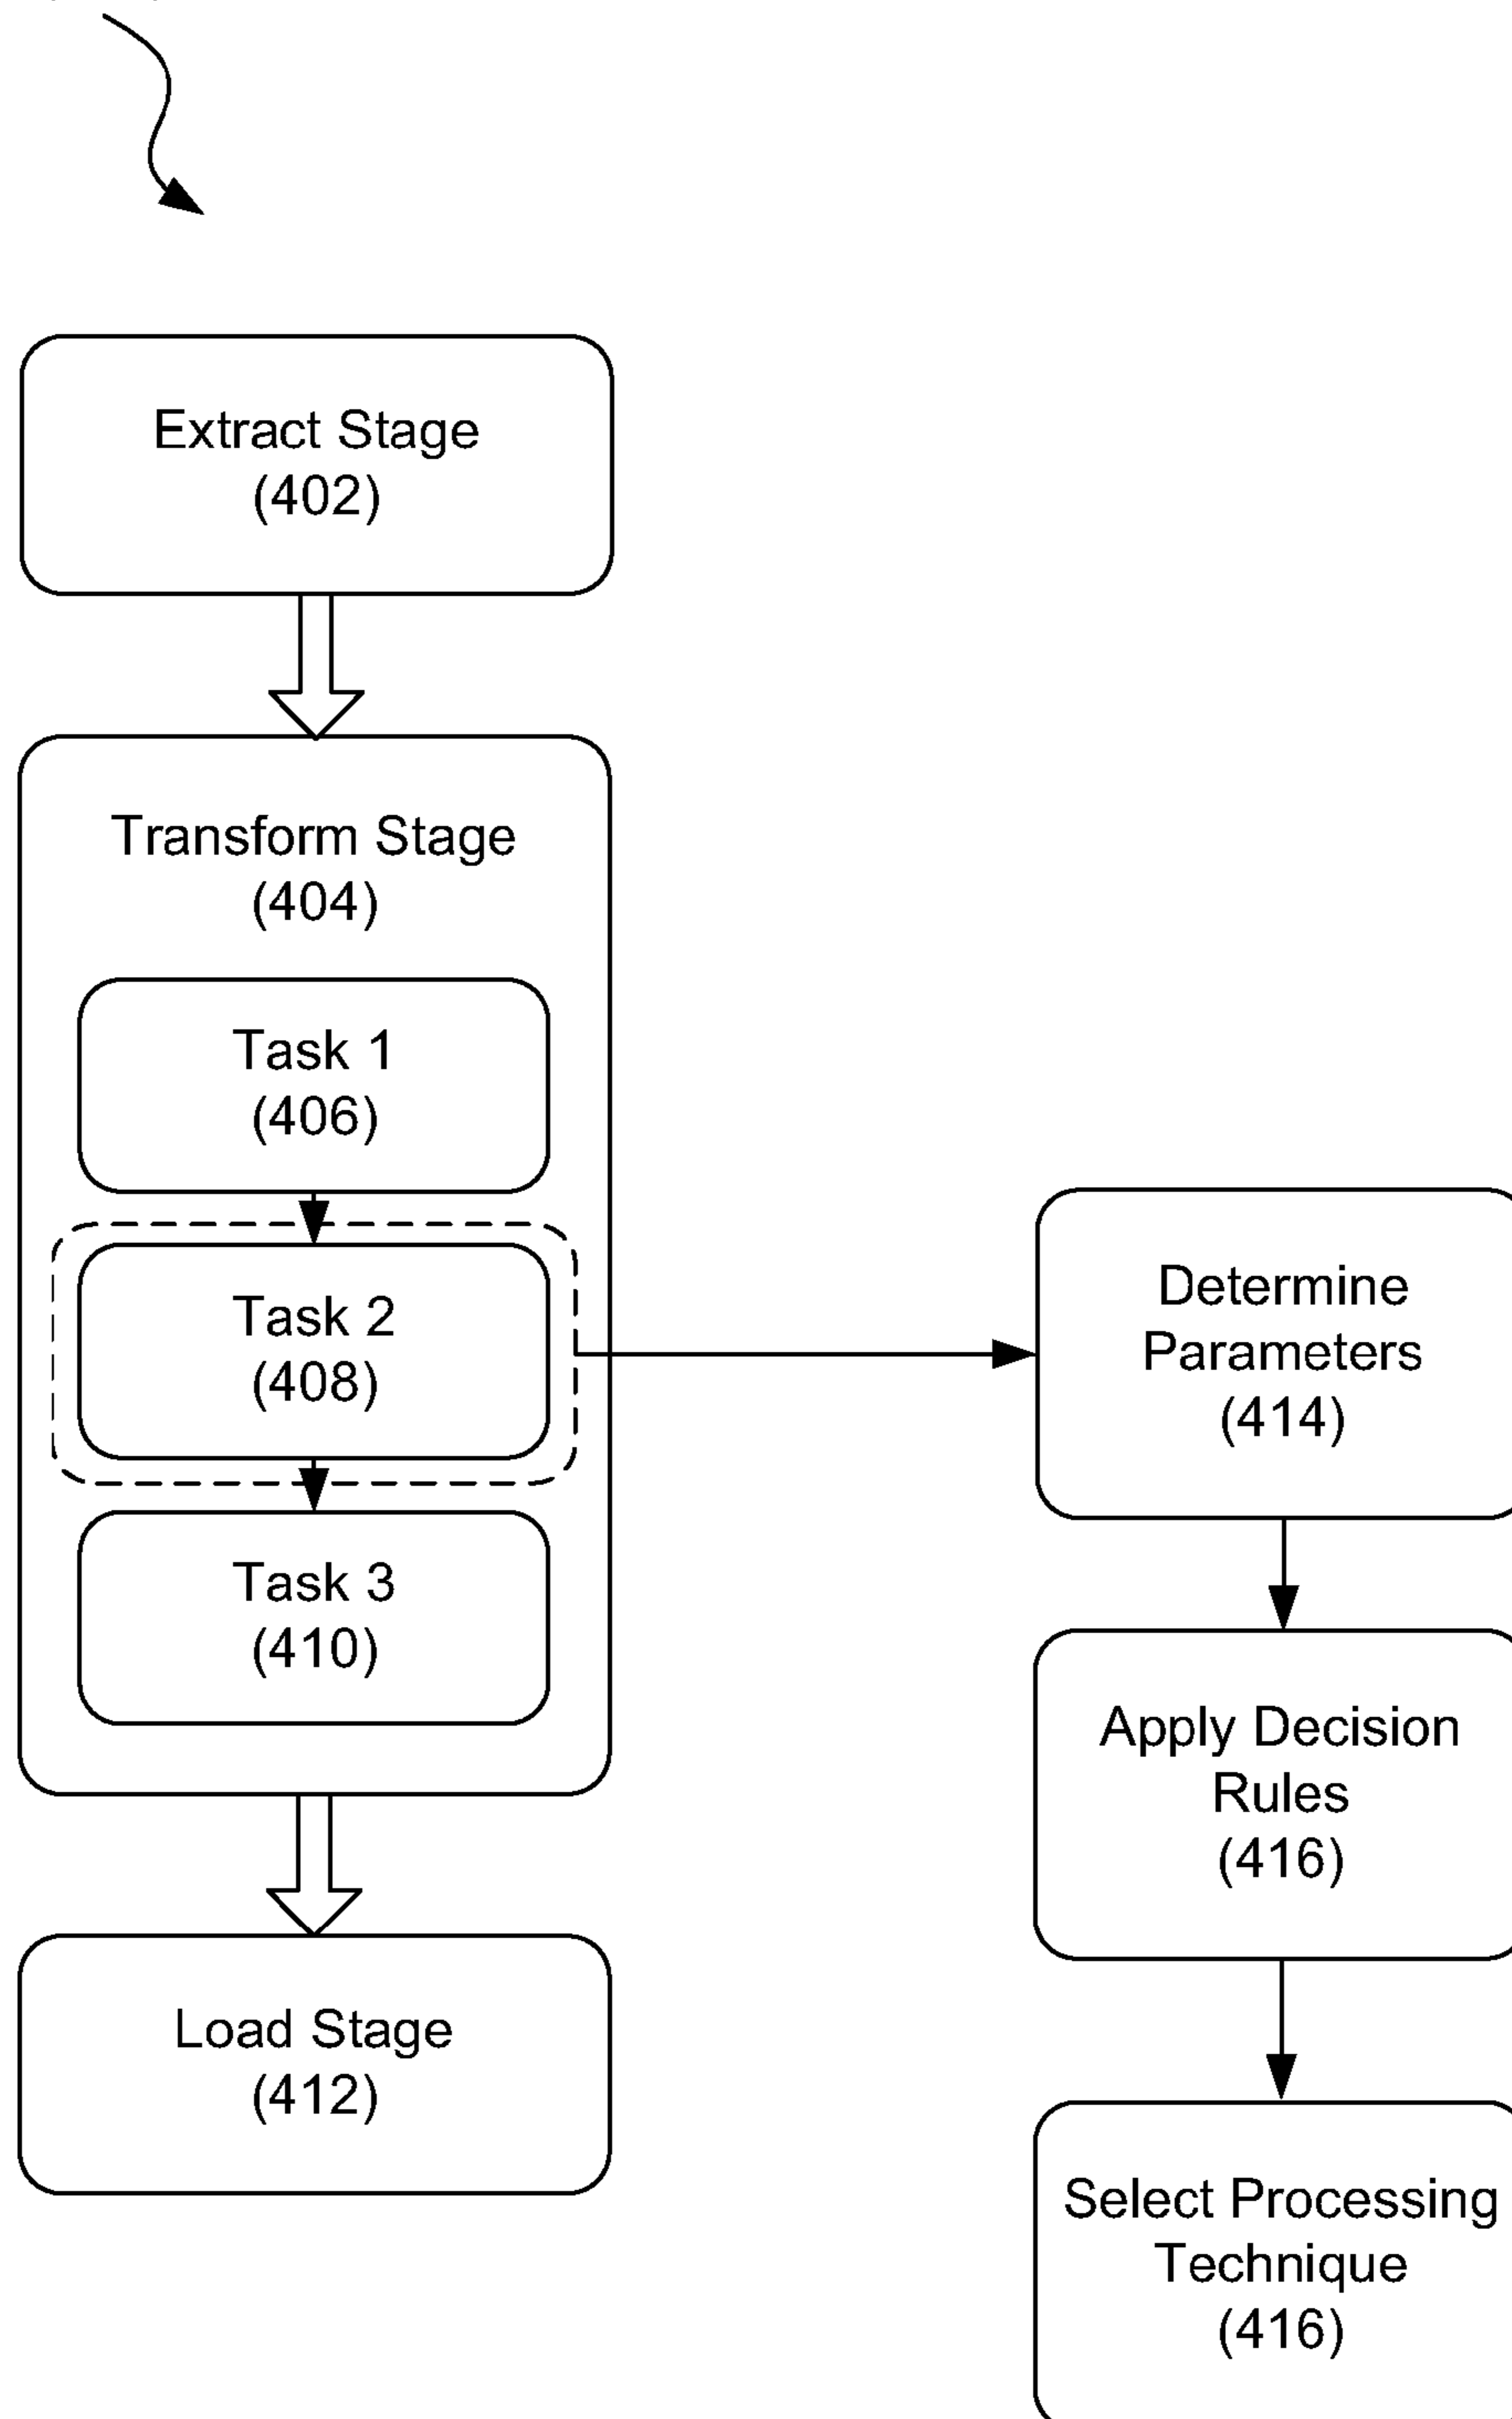 Extract Stage
(402)
Transform Stage
(404)
Task 1
(406)
Task 2
(408)
Task 3
(410)
Load Stage
(412)
Determine
Parameters
(414)
Apply Decision
Rules
(416)
Select Processing
Technique
(416)